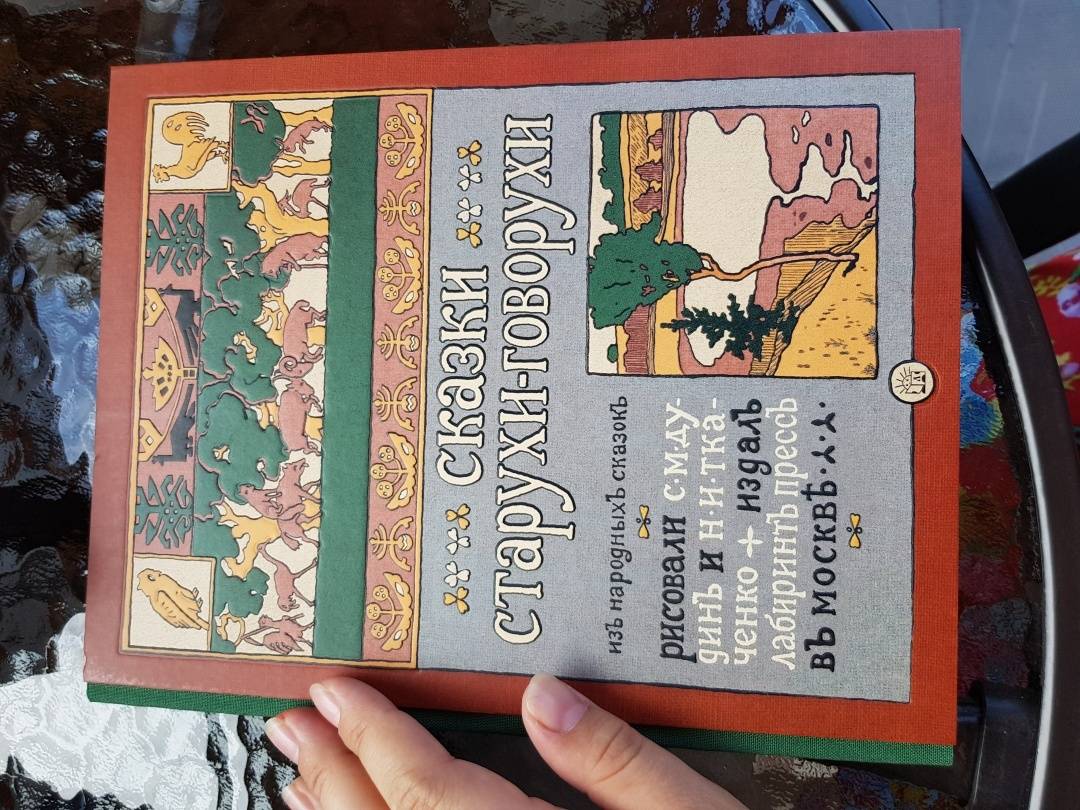 сказки
старухи-говорухи
изъ народныхъ сказокъ
рисовали с.м.ду-
динъ и н.и.тка-
ченко + издалъ
лабиринтъ прессъ
въ москвѣ